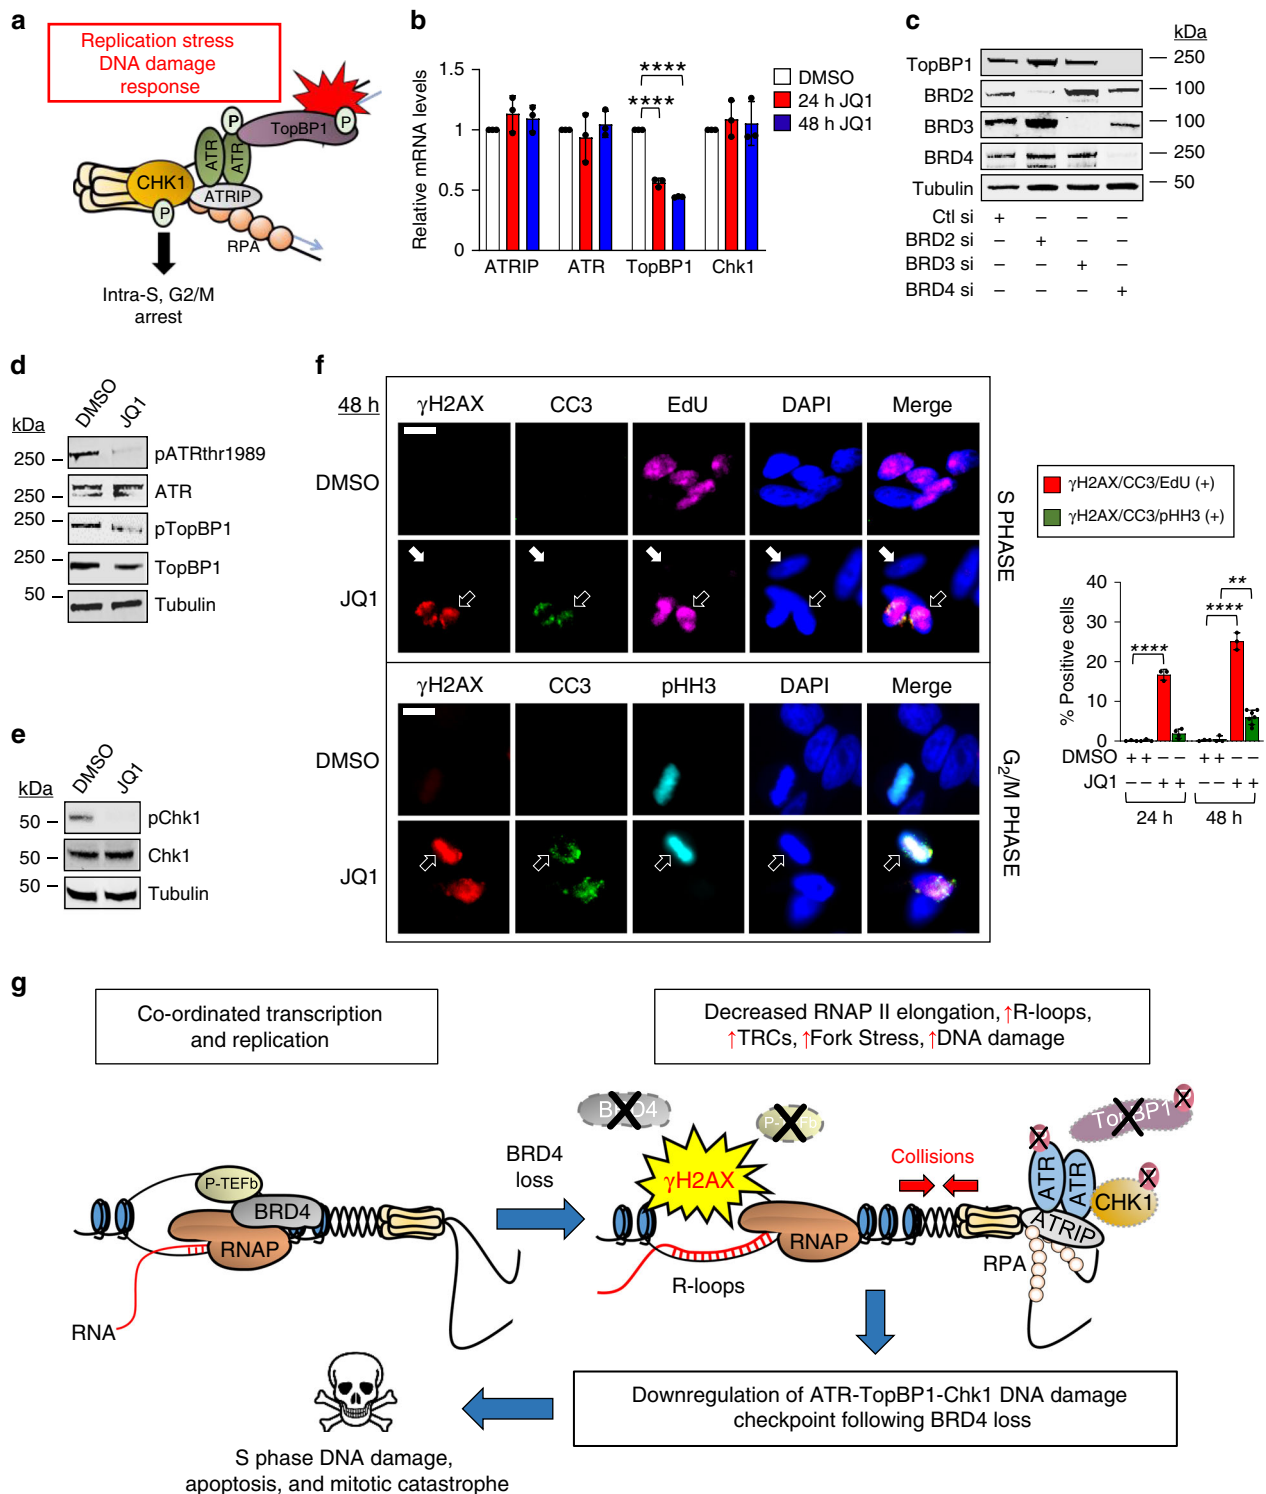 a
Replication stress
DNA damage
response
P
P
TopBP1
ATR
ATR
CHK1
ATRIP
P
RPA
Intra-S, G2/M
arrest
b
Relative mRNA levels
1.5
1
0.5
0
****
****
DMSO
24 h JQ1
48 h JQ1
ATRIP
ATR
TopBP1
Chk1
c
kDa
TopBP1
250
BRD2
100
BRD3
100
BRD4
250
Tubulin
50
Ctl si + – – –
BRD2 si – + – –
BRD3 si – – + –
BRD4 si – – – +
d
DMSO
JQ1
kDa
250
pATRthr1989
250
ATR
250
pTopBP1
250
TopBP1
50
Tubulin
e
DMSO
JQ1
kDa
50
pChk1
50
Chk1
50
Tubulin
f
48 h
γH2AX CC3 EdU DAPI Merge
DMSO
JQ1
S PHASE
γH2AX CC3 pHH3 DAPI Merge
DMSO
JQ1
G2/M PHASE
γH2AX/CC3/EdU (+)
γH2AX/CC3/pHH3 (+)
% Positive cells
40
30
20
10
0
****
****
**
DMSO + + – – + + – –
JQ1 – – + + – – + +
24 h
48 h
g
Co-ordinated transcription
and replication
Decreased RNAP II elongation, ↑R-loops,
↑TRCs, ↑Fork Stress, ↑DNA damage
P-TEFb
BRD4
RNAP
RNA
BRD4
loss
BRD4
P-TEFb
γH2AX
RNAP
R-loops
Collisions
TopBP1
ATR
ATR
CHK1
ATRIP
RPA
Downregulation of ATR-TopBP1-Chk1 DNA damage
checkpoint following BRD4 loss
S phase DNA damage,
apoptosis, and mitotic catastrophe